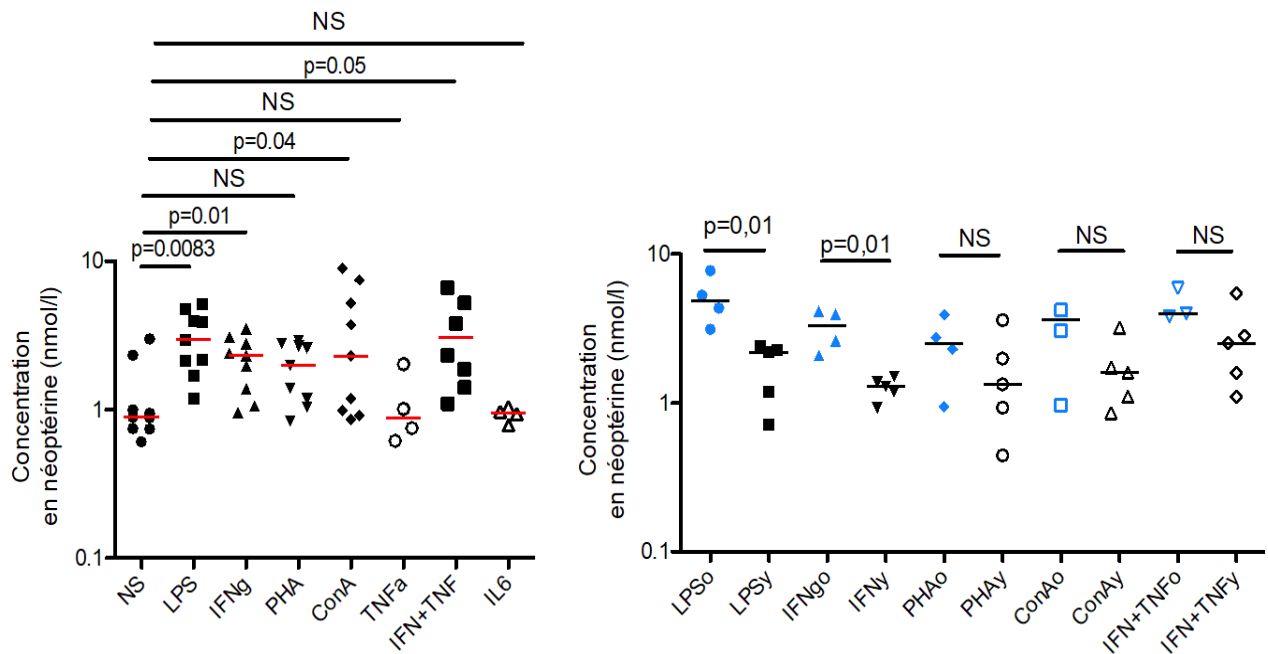 NS
p=0.05
NS
p=0.04
NS
p=0.01
p=0.0083
10
1
0.1
Concentration
en néoptérine (nmol/l)
NS
LPS
IFNg
PHA
ConA
TNFa
IFN+TNF
IL6
p=0,01
p=0,01
NS
NS
NS
10
1
0.1
Concentration
en néoptérine (nmol/l)
LPSo
LPSy
IFNgo
IFNy
PHAo
PHAy
ConAo
ConAy
IFN+TNFo
IFN+TNFy